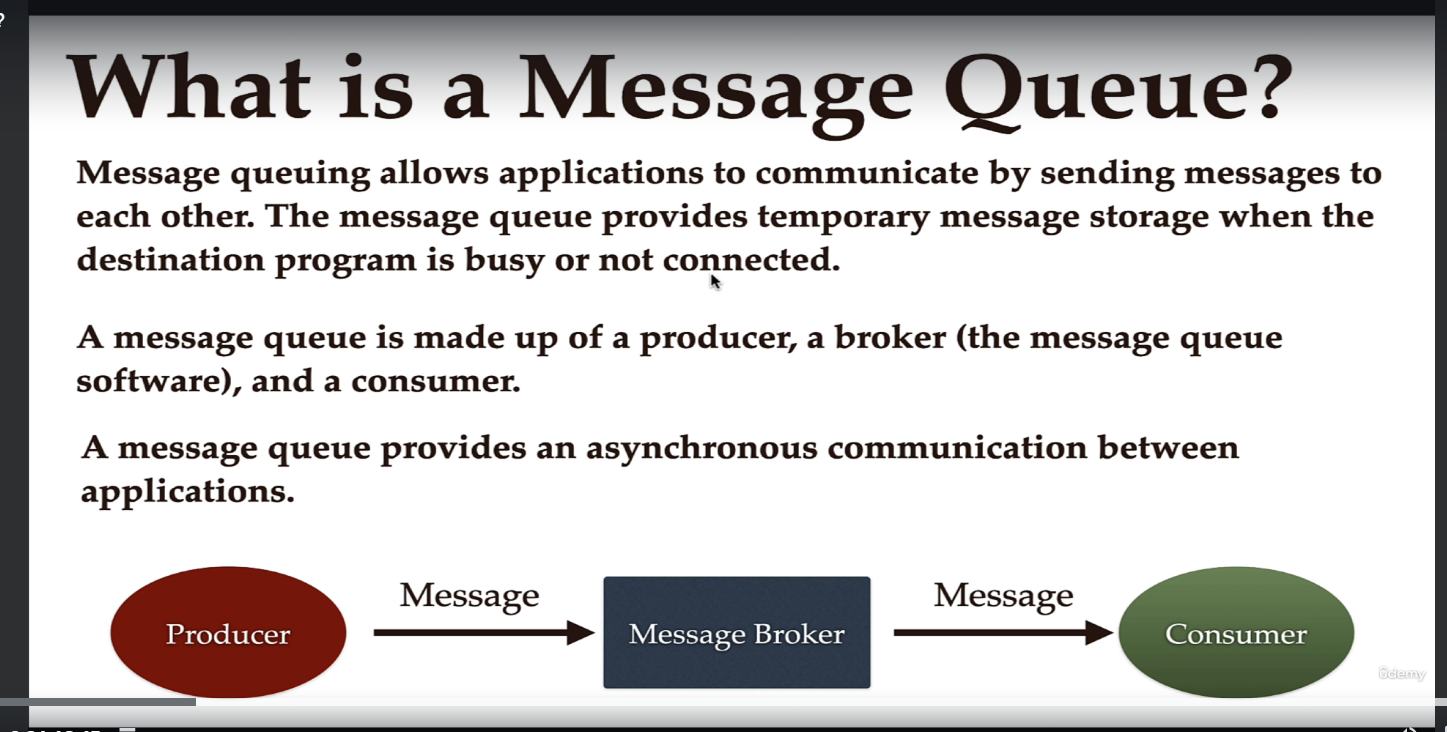 ?
What is a Message Queue?
Message queuing allows applications to communicate by sending messages to
each other. The message queue provides temporary message storage when the
destination program is busy or not connected.
A message queue is made up of a producer, a broker (the message queue
software), and a consumer.
A message queue provides an asynchronous communication between
applications.
Message
Message
Producer
Message Broker
Consumer
ûdemy